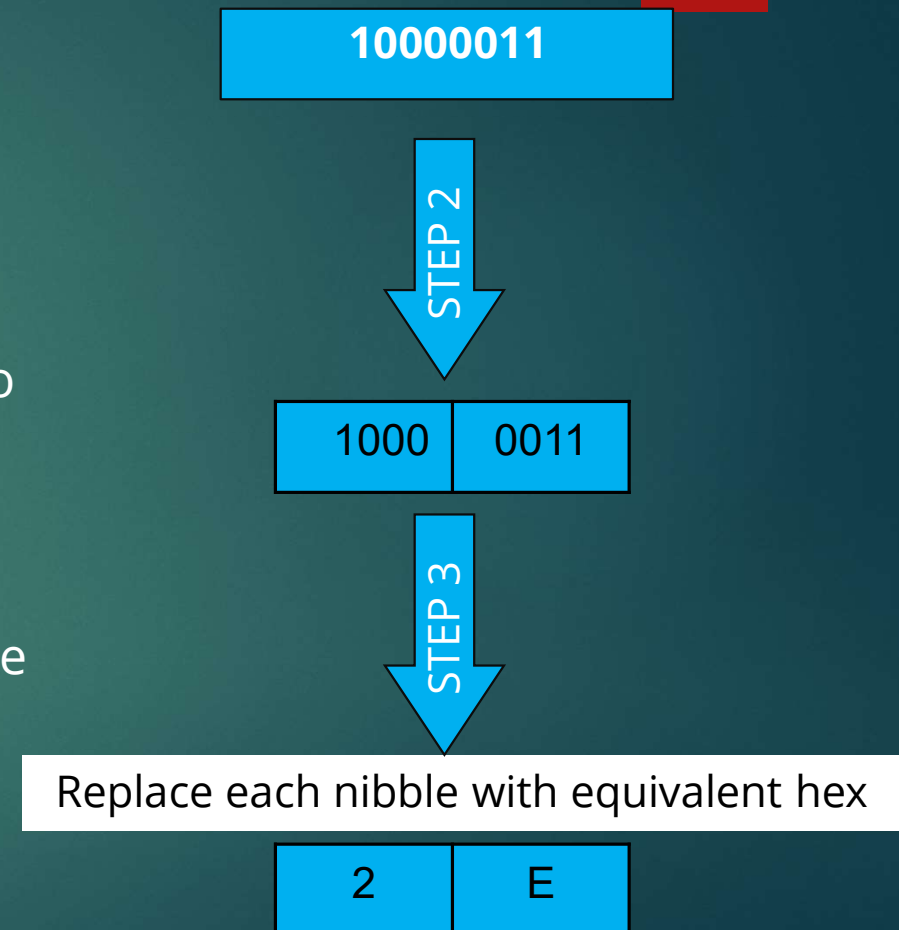 10000011
STEP 2
o
1000 0011
STEP 3
e
Replace each nibble with equivalent hex
2 E